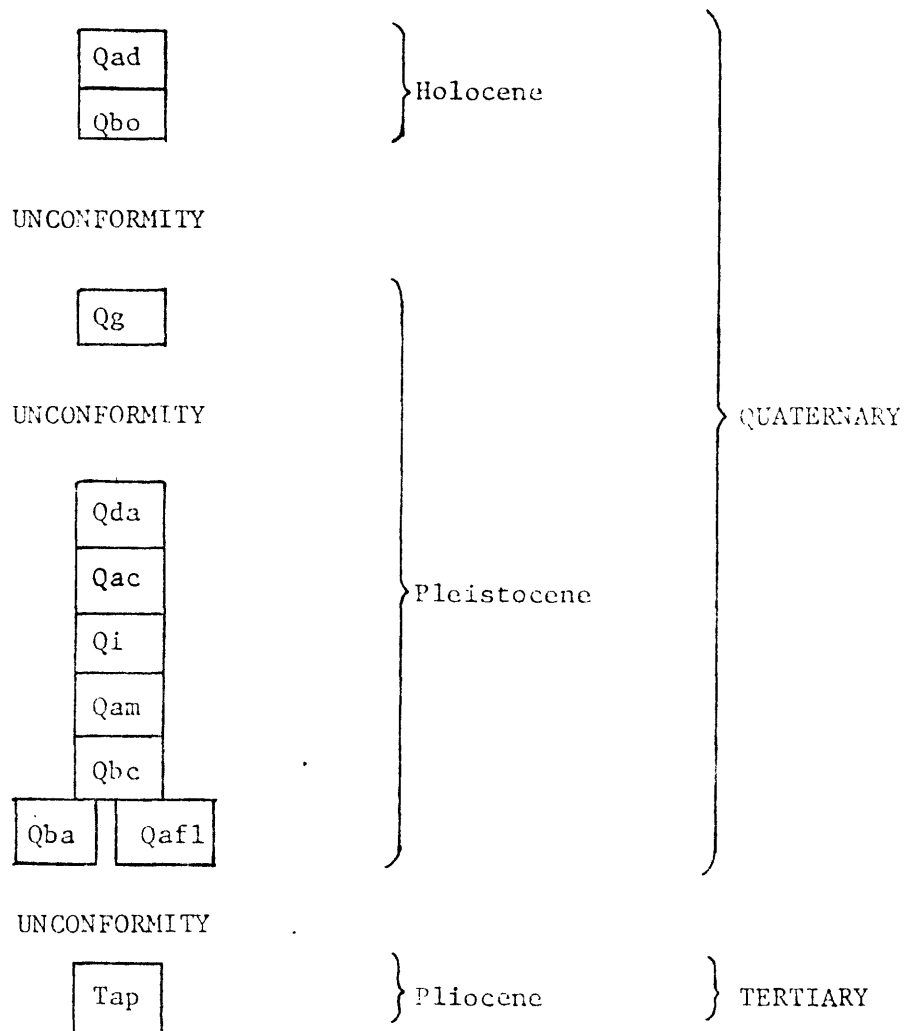 Qad
Qbo
Holocene
UNCONFORMITY
Qg
UNCONFORMITY
QUATERNARY
Qda
Qac
Pleistocene
Qi
Qam
Qbc
Qba Qafl
UNCONFORMITY
Tap Pliocene TERTIARY